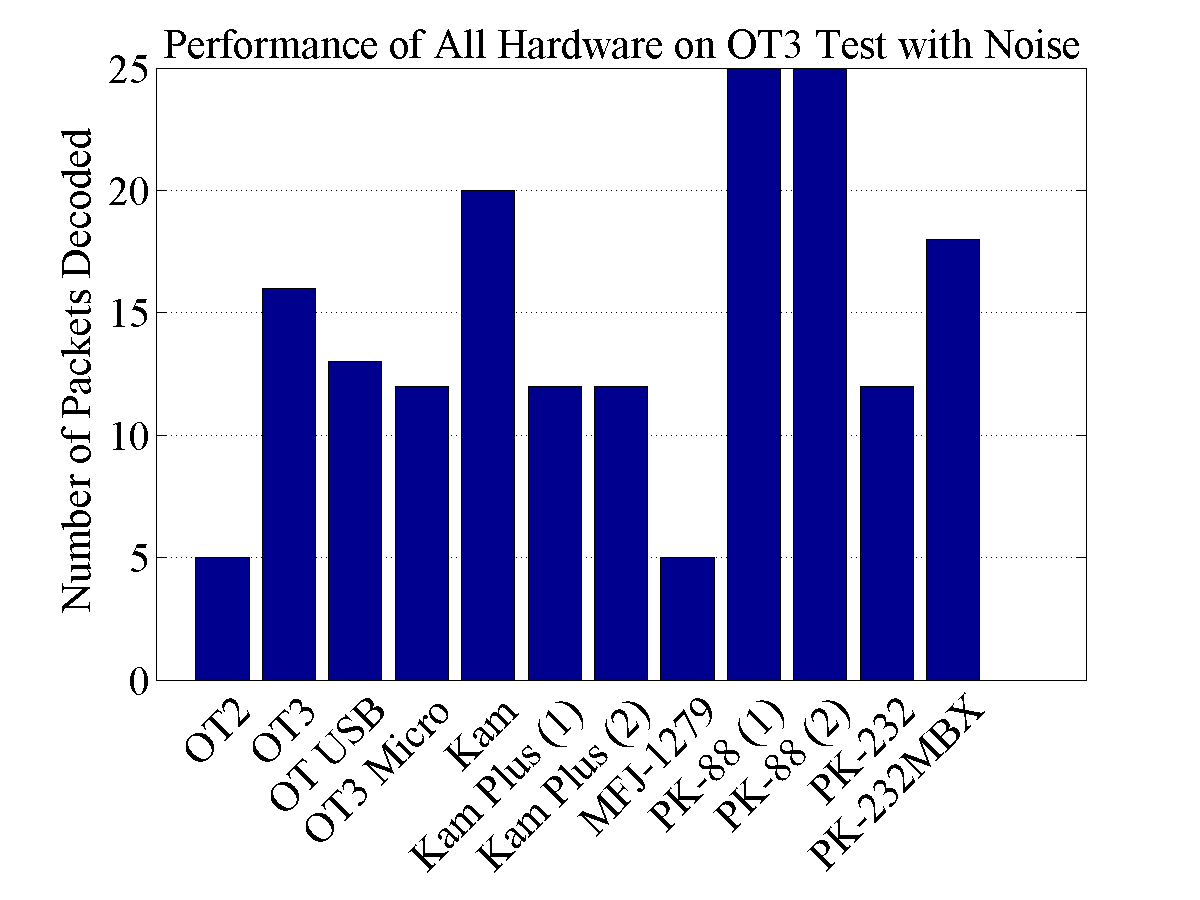 Performance of All Hardware on OT3 Test with Noise
Number of Packets Decoded
25
20
15
10
5
0
OT2
OT3
OT USB
OT3 Micro
Kam
Kam Plus (1)
Kam Plus (2)
MFJ-1279
PK-88 (1)
PK-88 (2)
PK-232
PK-232MBX